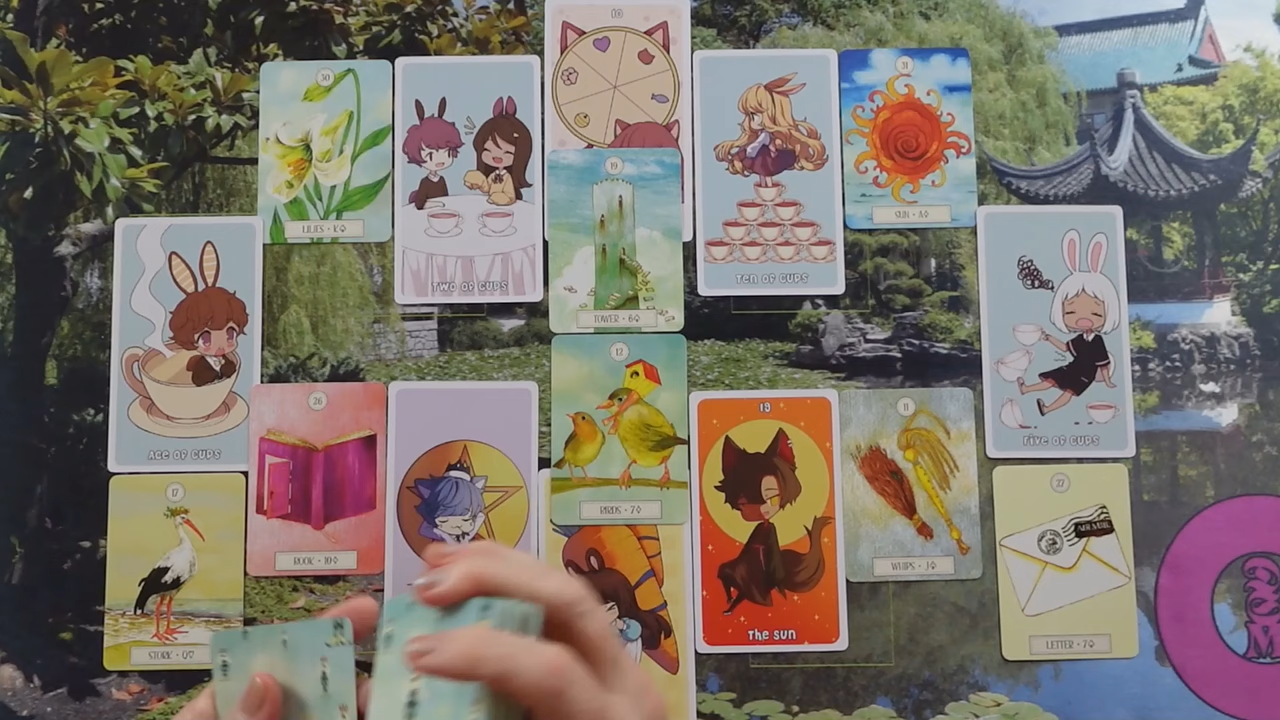 10
30
31
LILIES • K♤
TWO OF CUPS
19
TOWER • 6♤
TEN OF CUPS
SUN • A♢
ACE OF CUPS
26
BOOK • 10♢
12
BIRDS • 7♢
19
THE SUN
11
WHIPS • J♧
FIVE OF CUPS
17
STORK • Q♡
27
AIR MAIL
LETTER • 7♤